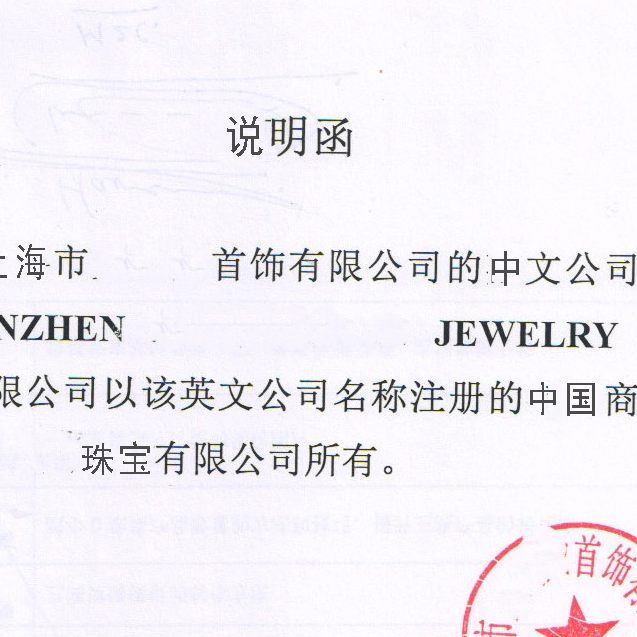 说明函
上海市 首饰有限公司的中文公司
NZHEN JEWELRY
限公司以该英文公司名称注册的中国商
珠宝有限公司所有。
首饰有
市